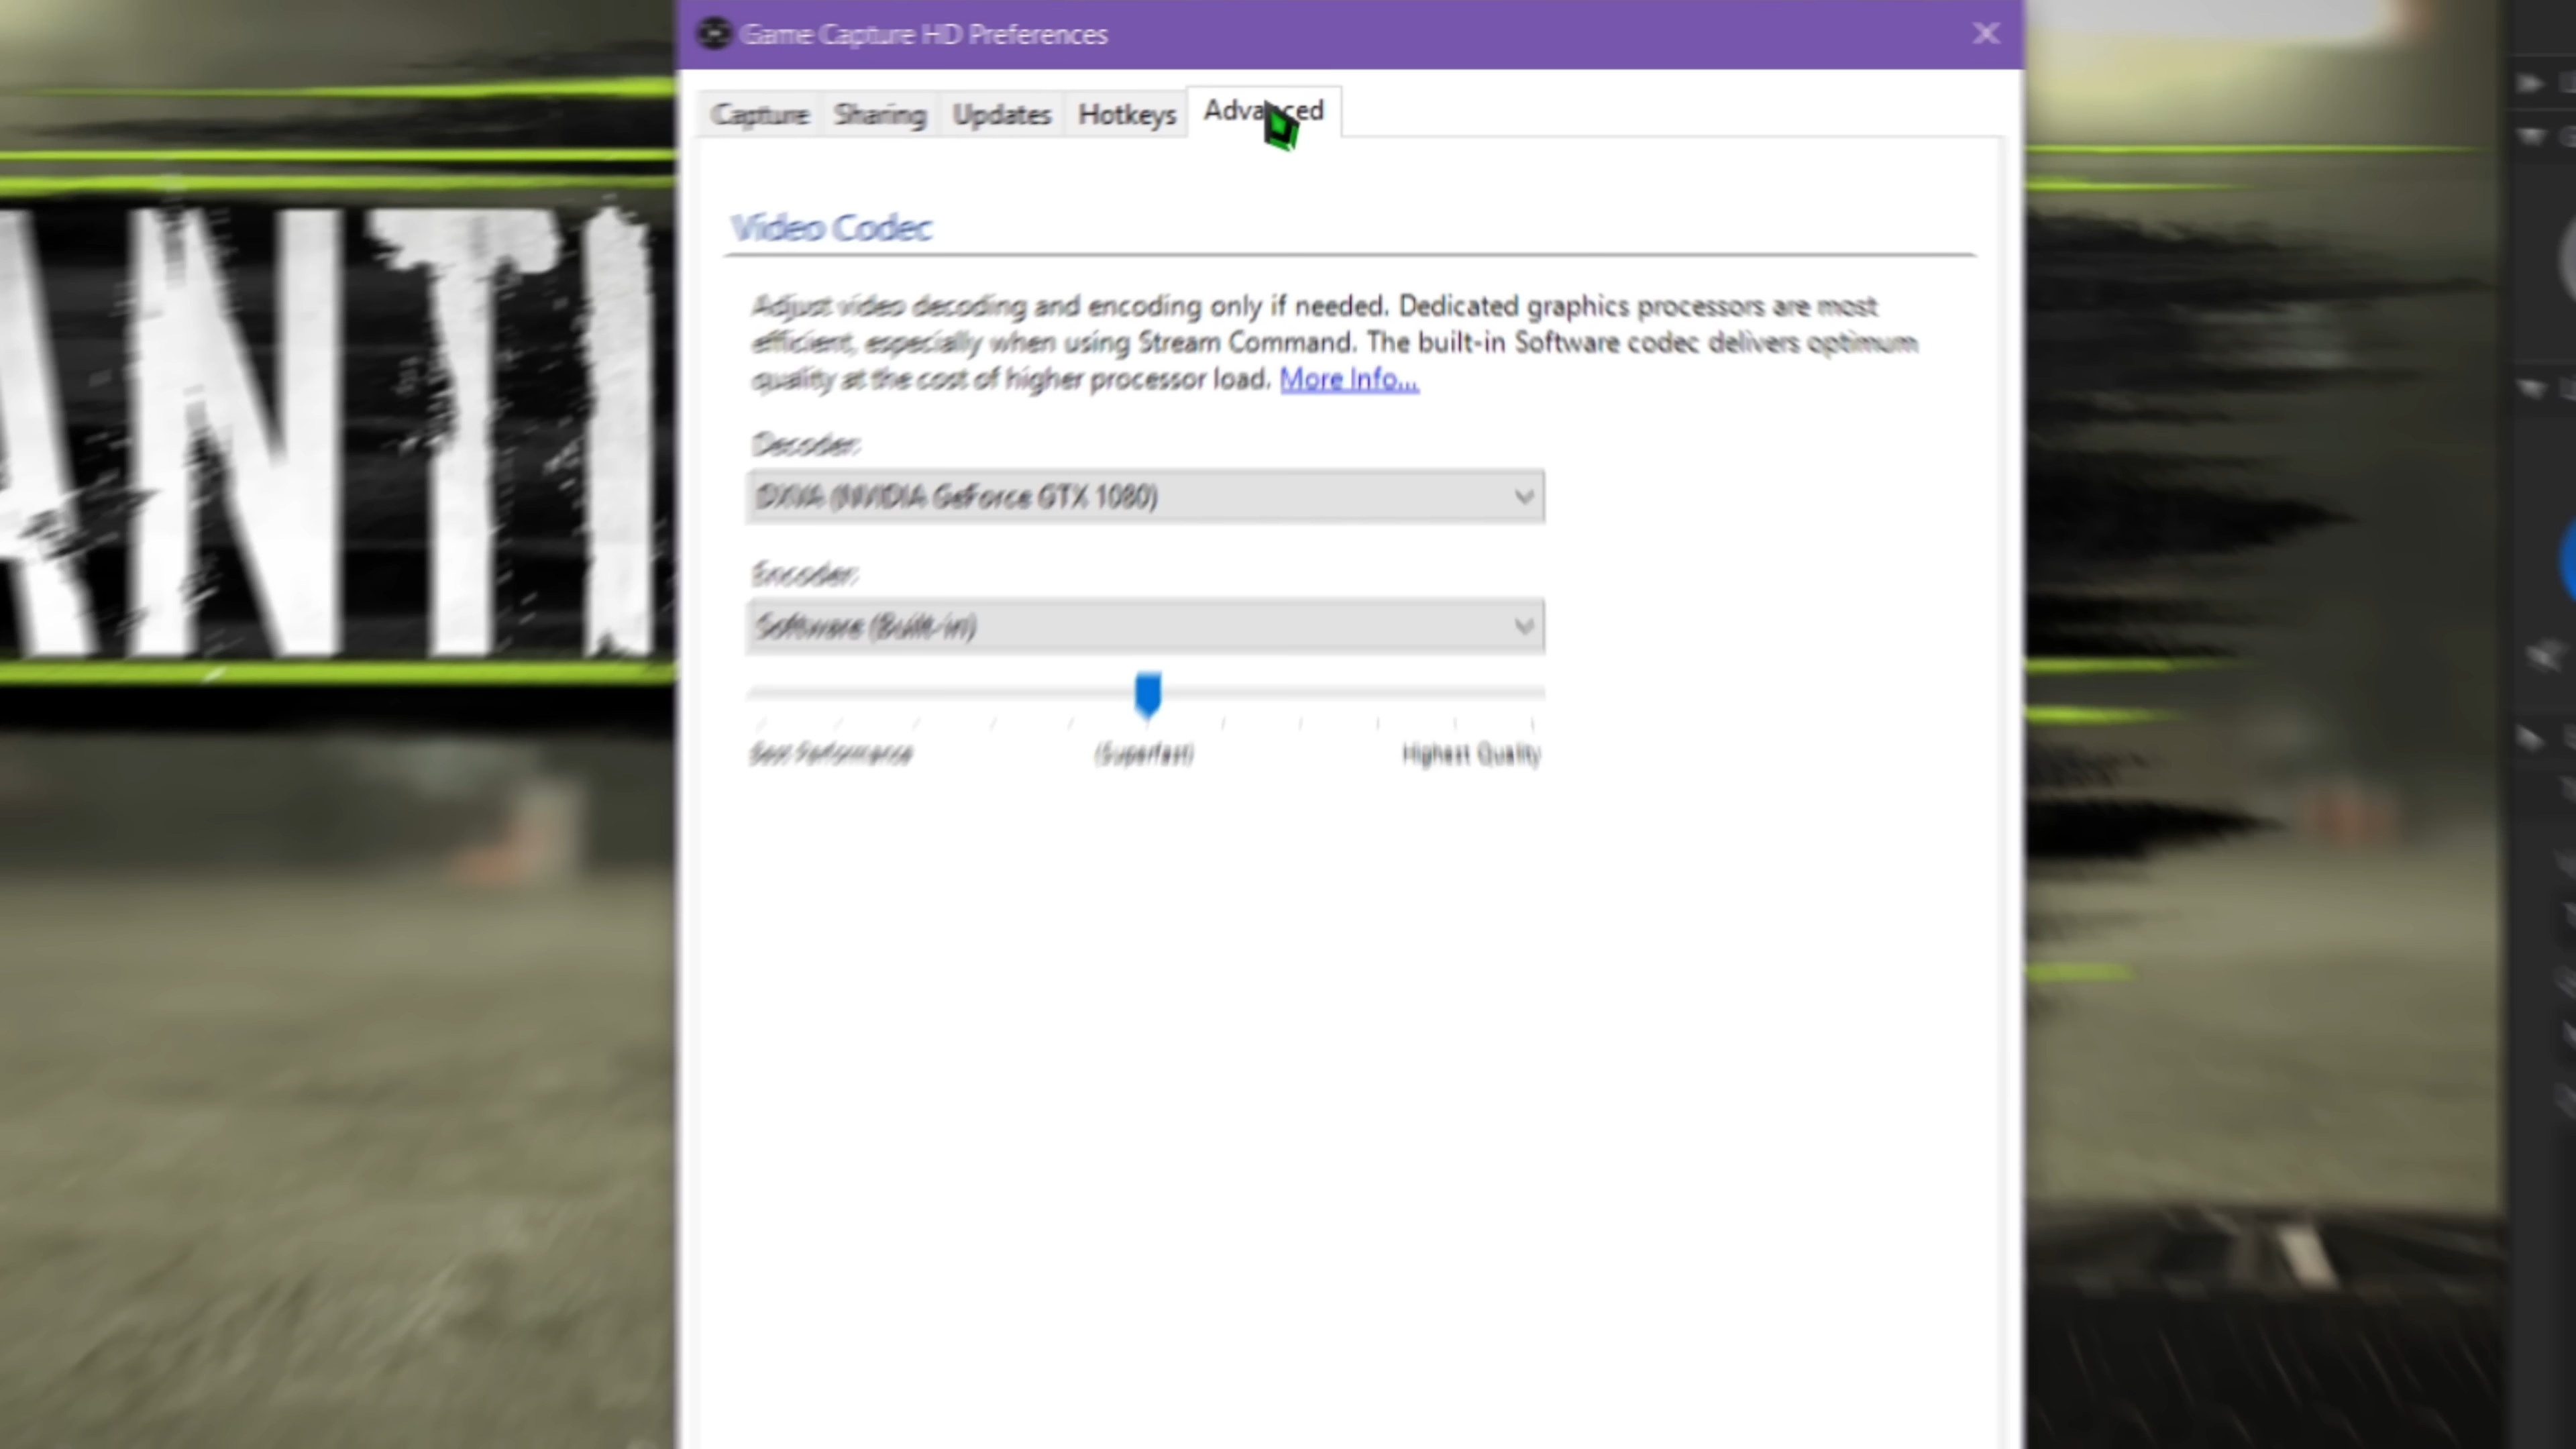 Game Capture HD Preferences
Capture Sharing Updates Hotkeys Advanced
ANTI
Video Codec
Adjust video decoding and encoding only if needed. Dedicated graphics processors are most
efficient, especially when using Stream Command. The built-in Software codec delivers optimum
quality at the cost of higher processor load. More Info...
Decoder:
DXVA (NVIDIA GeForce GTX 1080)
Encoder:
Software (Built-in)
Best Performance (Superfast) Highest Quality